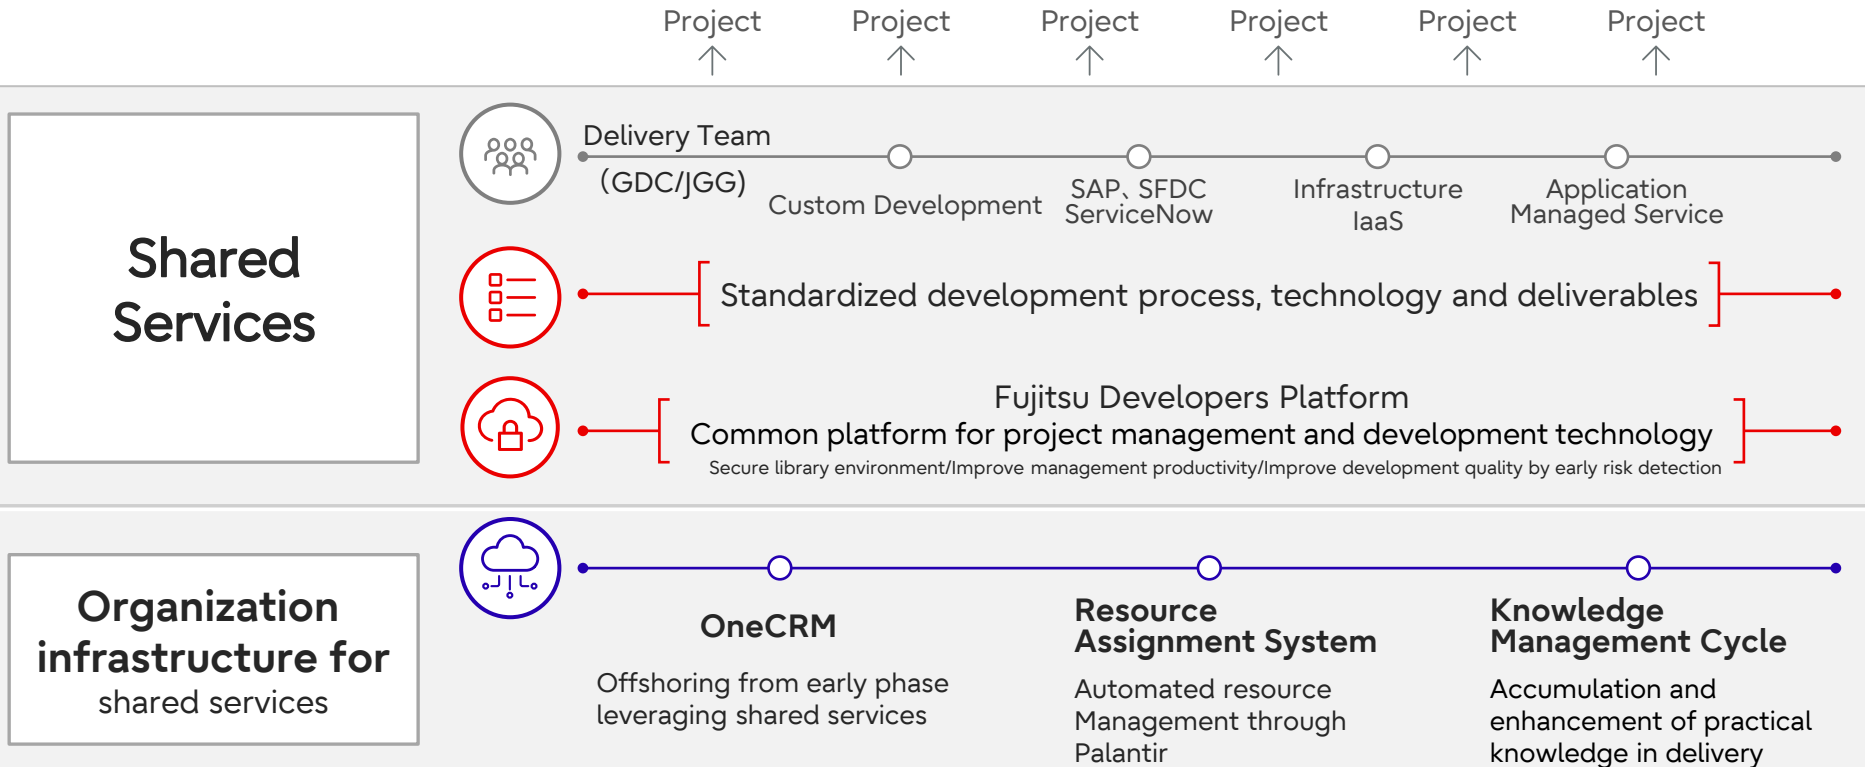 Project Project Project Project Project Project
Shared
Services
Delivery Team
（GDC/JGG)
Custom Development
SAP、SFDC
ServiceNow
Infrastructure
IaaS
Application
Managed Service
Standardized development process, technology and deliverables
Fujitsu Developers Platform
Common platform for project management and development technology
Secure library environment/Improve management productivity/Improve development quality by early risk detection
Organization
infrastructure for
shared services
OneCRM
Offshoring from early phase
leveraging shared services
Resource
Assignment System
Automated resource
Management through
Palantir
Knowledge
Management Cycle
Accumulation and
enhancement of practical
knowledge in delivery